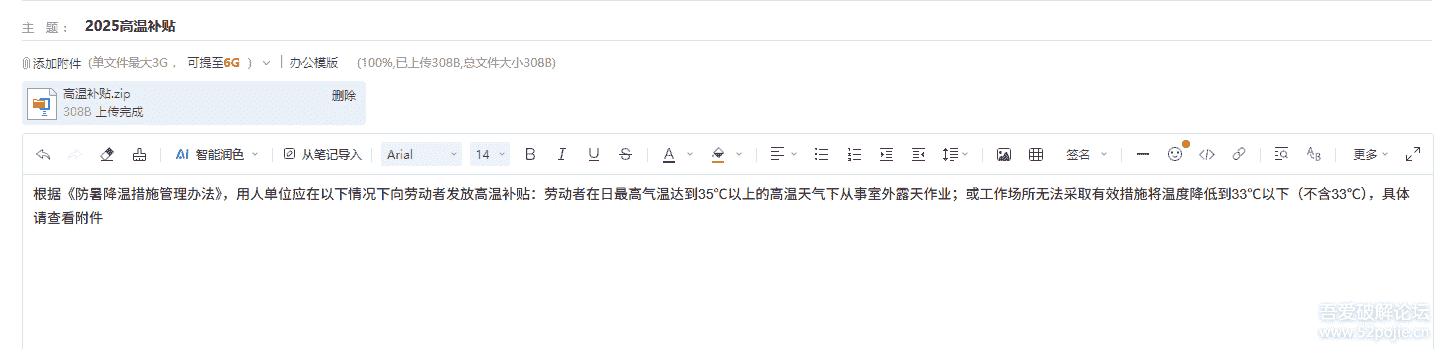 主 题： 2025高温补贴
添加附件 (单文件最大3G ， 可提至6G ) 办公模版 (100%,已上传308B,总文件大小308B)
高温补贴.zip 删除
308B 上传完成
Ai 智能润色 从笔记导入 Arial 14 B I U S A 签名 更多
根据《防暑降温措施管理办法》，用人单位应在以下情况下向劳动者发放高温补贴：劳动者在日最高气温达到35℃以上的高温天气下从事室外露天作业；或工作场所无法采取有效措施将温度降低到33℃以下（不含33℃），具体
请查看附件
吾爱破解论坛
www.52pojie.cn